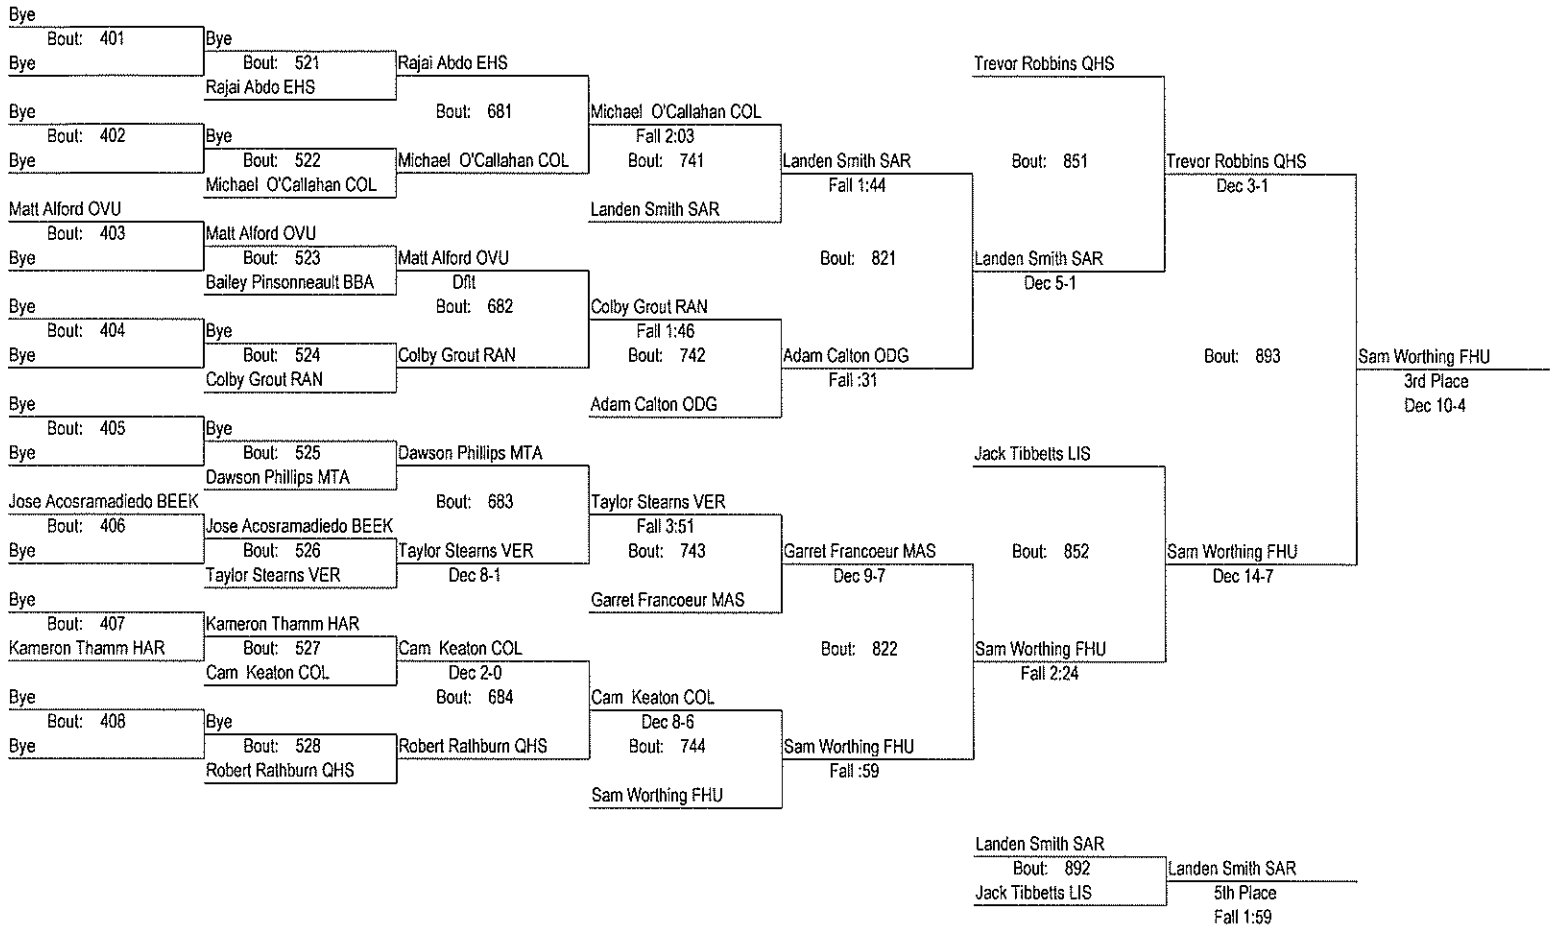 Bye
Bout: 401
Bye
Bye
Bout: 402
Bye
Matt Alford OVU
Bout: 403
Bye
Bye
Bout: 404
Bye
Bye
Bout: 405
Bye
Jose Acosramadiedo BEEK
Bout: 406
Bye
Bye
Bout: 407
Kameron Thamm HAR
Bye
Bout: 408
Bye
Bye
Bout: 521
Rajai Abdo EHS
Bye
Bout: 522
Michael O'Callahan COL
Matt Alford OVU
Bout: 523
Bailey Pinsonneault BBA
Bye
Bout: 524
Colby Grout RAN
Bye
Bout: 525
Dawson Phillips MTA
Jose Acosramadiedo BEEK
Bout: 526
Taylor Stearns VER
Kameron Thamm HAR
Bout: 527
Cam Keaton COL
Bye
Bout: 528
Robert Rathburn QHS
Rajai Abdo EHS
Bout: 681
Michael O'Callahan COL
Matt Alford OVU
Dflt
Bout: 682
Colby Grout RAN
Dawson Phillips MTA
Bout: 683
Taylor Stearns VER
Dec 8-1
Cam Keaton COL
Dec 2-0
Bout: 684
Robert Rathburn QHS
Michael O'Callahan COL
Fall 2:03
Bout: 741
Landen Smith SAR
Colby Grout RAN
Fall 1:46
Bout: 742
Adam Calton ODG
Taylor Stearns VER
Fall 3:51
Bout: 743
Garret Francoeur MAS
Cam Keaton COL
Dec 8-6
Bout: 744
Sam Worthing FHU
Landen Smith SAR
Fall 1:44
Bout: 821
Adam Calton ODG
Fall :31
Garret Francoeur MAS
Dec 9-7
Bout: 822
Sam Worthing FHU
Fall :59
Trevor Robbins QHS
Bout: 851
Landen Smith SAR
Dec 5-1
Jack Tibbetts LIS
Bout: 852
Sam Worthing FHU
Fall 2:24
Trevor Robbins QHS
Dec 3-1
Bout: 893
Sam Worthing FHU
Dec 14-7
Sam Worthing FHU
3rd Place
Dec 10-4
Landen Smith SAR
Bout: 892
Jack Tibbetts LIS
Landen Smith SAR
5th Place
Fall 1:59